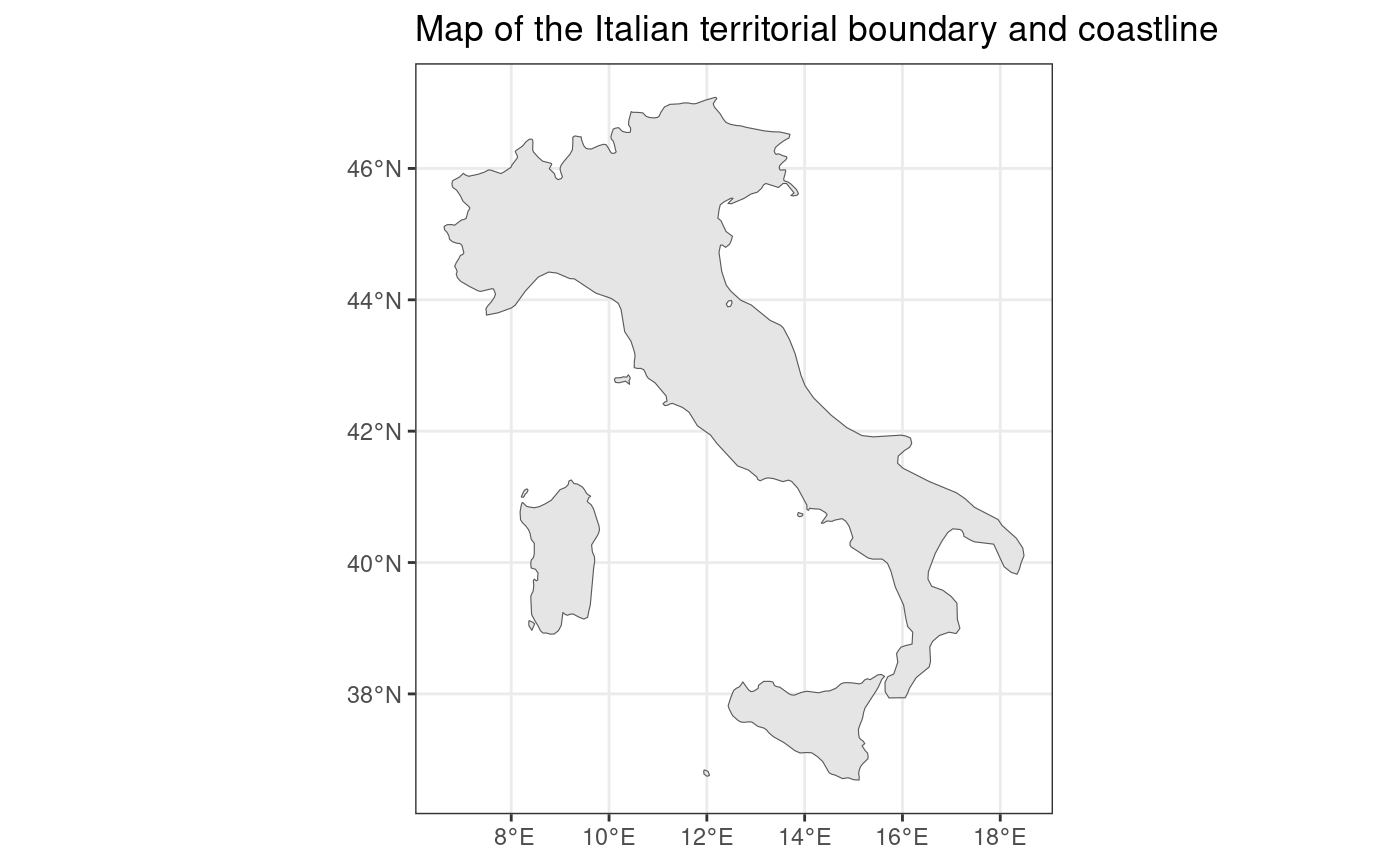 Map of the Italian territorial boundary and coastline
46°N
44°N
42°N
40°N
38°N
8°E 10°E 12°E 14°E 16°E 18°E